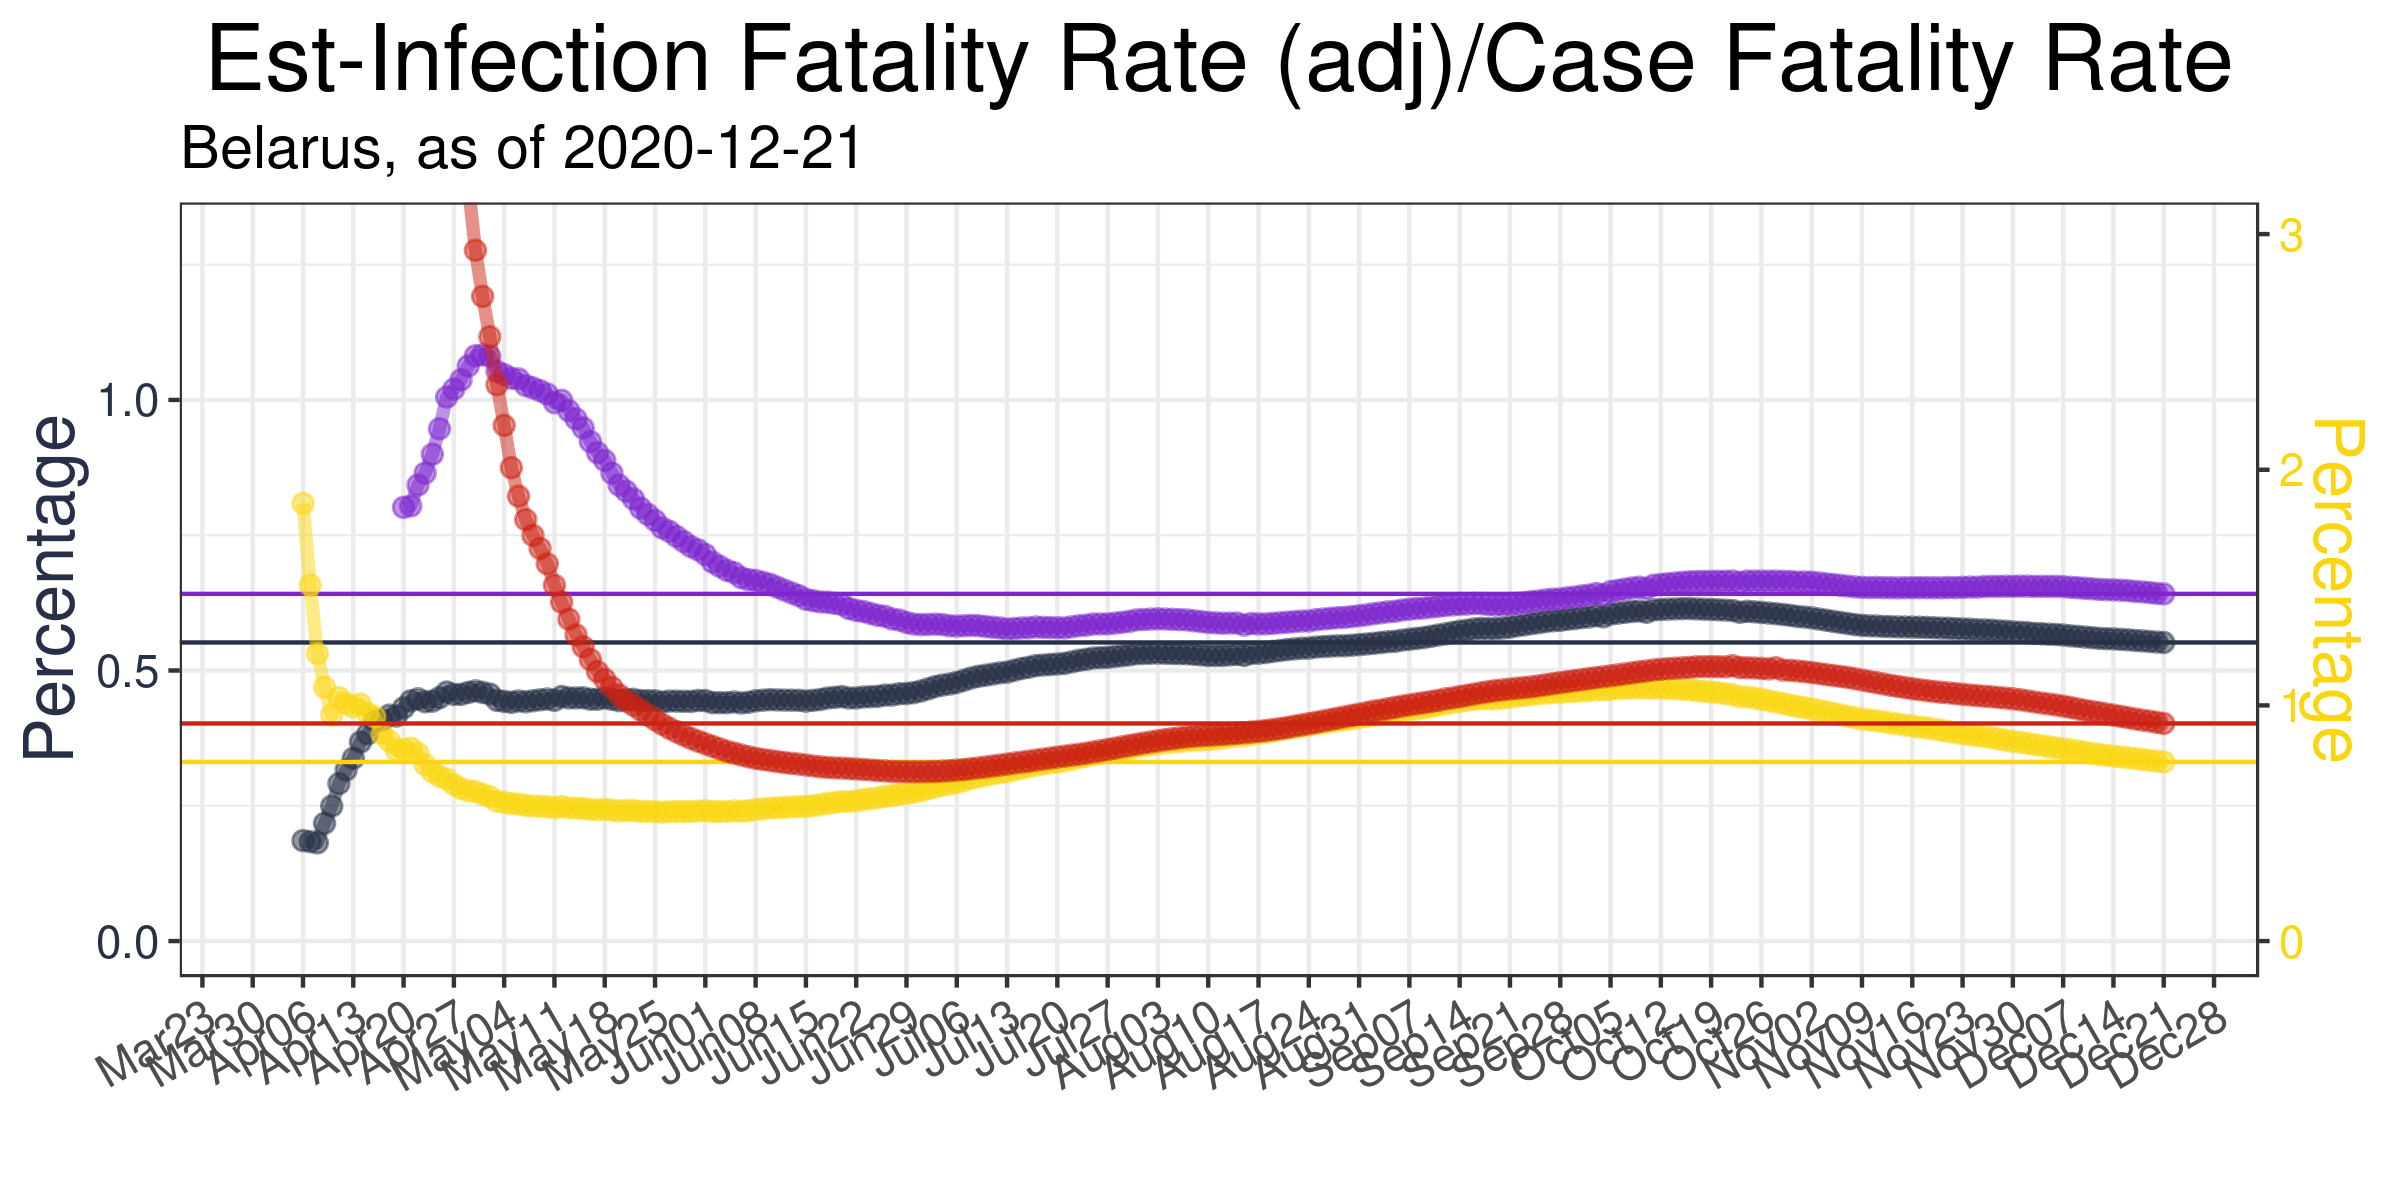 Est-Infection Fatality Rate (adj)/Case Fatality Rate
Belarus, as of 2020-12-21
Percentage
1.0
0.5
0.0
3
2
1
0
Percentage
Mar23
Mar30
Apr06
Apr13
Apr20
Apr27
May04
May11
May18
May25
Jun01
Jun08
Jun15
Jun22
Jun29
Jul06
Jul13
Jul20
Jul27
Aug03
Aug10
Aug17
Aug24
Aug31
Sep07
Sep14
Sep21
Sep28
Oct05
Oct12
Oct19
Oct26
Nov02
Nov09
Nov16
Nov23
Nov30
Dec07
Dec14
Dec21
Dec28